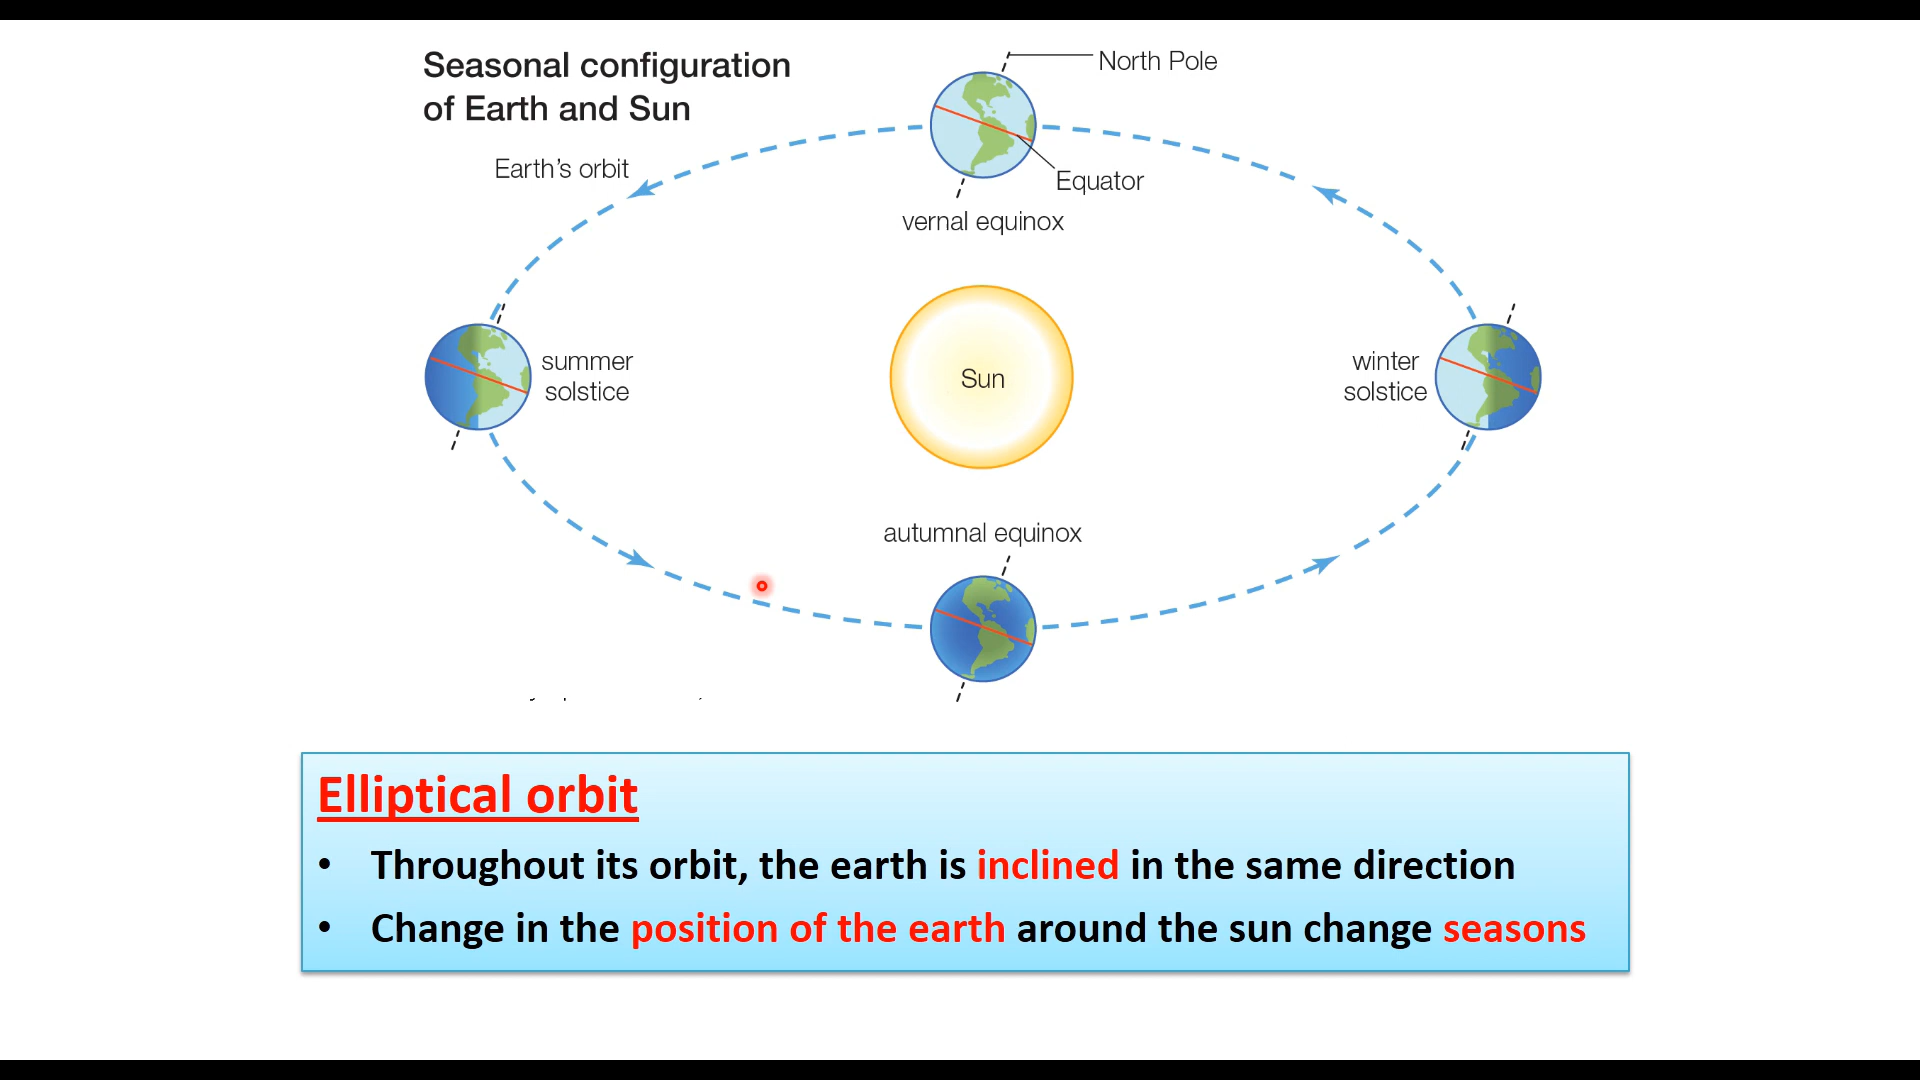 Seasonal configuration
of Earth and Sun
North Pole
Earth's orbit
Equator
vernal equinox
summer
solstice
Sun
winter
solstice
autumnal equinox
Elliptical orbit
• Throughout its orbit, the earth is inclined in the same direction
• Change in the position of the earth around the sun change seasons